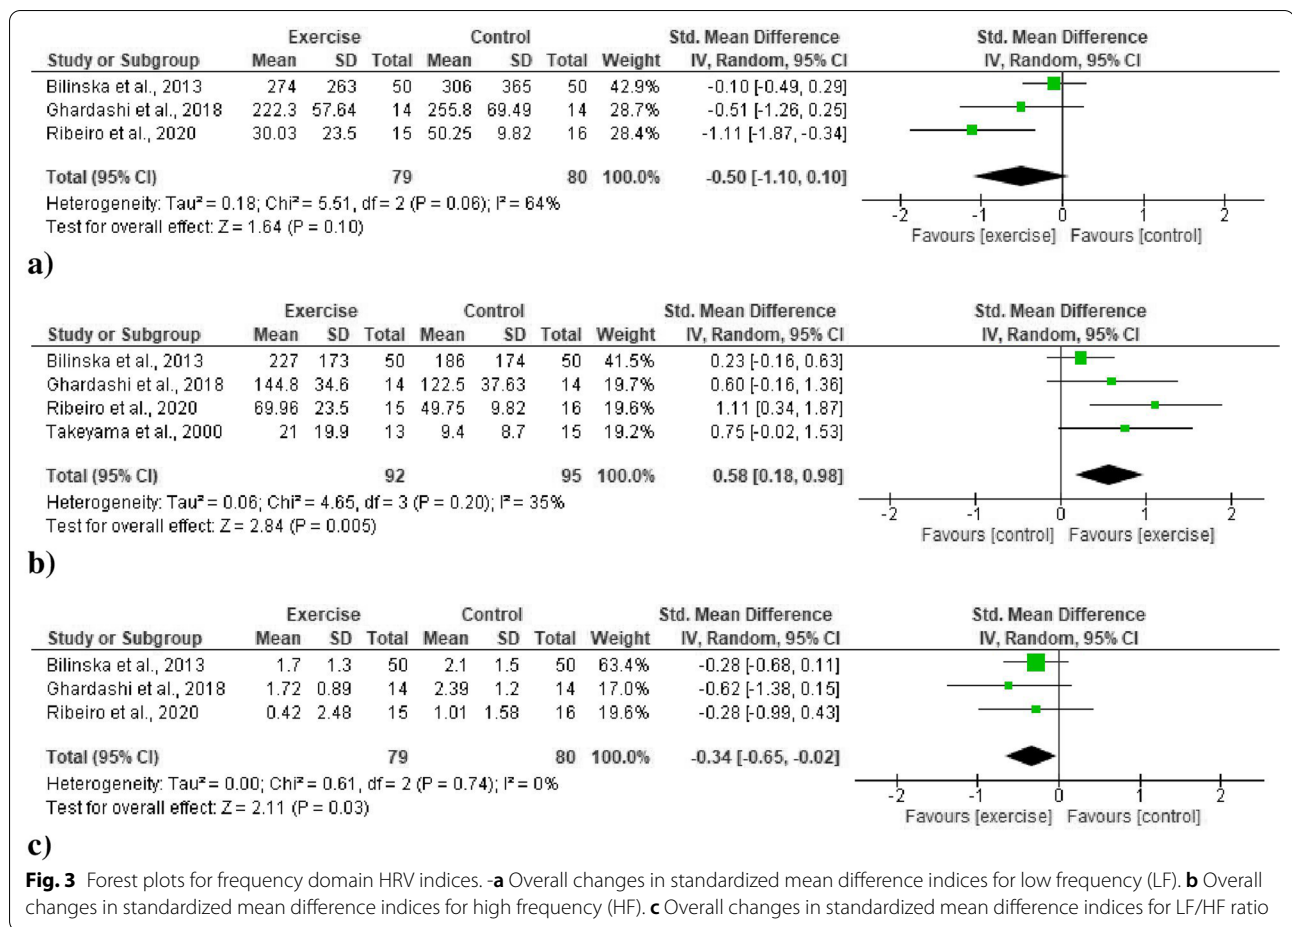 Exercise Control Std. Mean Difference Std. Mean Difference
Study or Subgroup Mean SD Total Mean SD Total Weight IV, Random, 95% CI IV, Random, 95% CI
Bilinska et al., 2013 274 263 50 306 365 50 42.9% -0.10 [-0.49, 0.29]
Ghardashi et al., 2018 222.3 57.64 14 255.8 69.49 14 28.7% -0.51 [-1.26, 0.25]
Ribeiro et al., 2020 30.03 23.5 15 50.25 9.82 16 28.4% -1.11 [-1.87, -0.34]
Total (95% CI) 79 80 100.0% -0.50 [-1.10, 0.10]
Heterogeneity: Tau² = 0.18; Chi² = 5.51, df = 2 (P = 0.06); I² = 64%
Test for overall effect: Z = 1.64 (P = 0.10)
-2 -1 0 1 2
Favours [exercise] Favours [control]
a)
Exercise Control Std. Mean Difference Std. Mean Difference
Study or Subgroup Mean SD Total Mean SD Total Weight IV, Random, 95% CI IV, Random, 95% CI
Bilinska et al., 2013 227 173 50 186 174 50 41.5% 0.23 [-0.16, 0.63]
Ghardashi et al., 2018 144.8 34.6 14 122.5 37.63 14 19.7% 0.60 [-0.16, 1.36]
Ribeiro et al., 2020 69.96 23.5 15 49.75 9.82 16 19.6% 1.11 [0.34, 1.87]
Takeyama et al., 2000 21 19.9 13 9.4 8.7 15 19.2% 0.75 [-0.02, 1.53]
Total (95% CI) 92 95 100.0% 0.58 [0.18, 0.98]
Heterogeneity: Tau² = 0.06; Chi² = 4.65, df = 3 (P = 0.20); I² = 35%
Test for overall effect: Z = 2.84 (P = 0.005)
-2 -1 0 1 2
Favours [control] Favours [exercise]
b)
Exercise Control Std. Mean Difference Std. Mean Difference
Study or Subgroup Mean SD Total Mean SD Total Weight IV, Random, 95% CI IV, Random, 95% CI
Bilinska et al., 2013 1.7 1.3 50 2.1 1.5 50 63.4% -0.28 [-0.68, 0.11]
Ghardashi et al., 2018 1.72 0.89 14 2.39 1.2 14 17.0% -0.62 [-1.38, 0.15]
Ribeiro et al., 2020 0.42 2.48 15 1.01 1.58 16 19.6% -0.28 [-0.99, 0.43]
Total (95% CI) 79 80 100.0% -0.34 [-0.65, -0.02]
Heterogeneity: Tau² = 0.00; Chi² = 0.61, df = 2 (P = 0.74); I² = 0%
Test for overall effect: Z = 2.11 (P = 0.03)
-2 -1 0 1 2
Favours [exercise] Favours [control]
c)
Fig. 3 Forest plots for frequency domain HRV indices. -a Overall changes in standardized mean difference indices for low frequency (LF). b Overall
changes in standardized mean difference indices for high frequency (HF). c Overall changes in standardized mean difference indices for LF/HF ratio